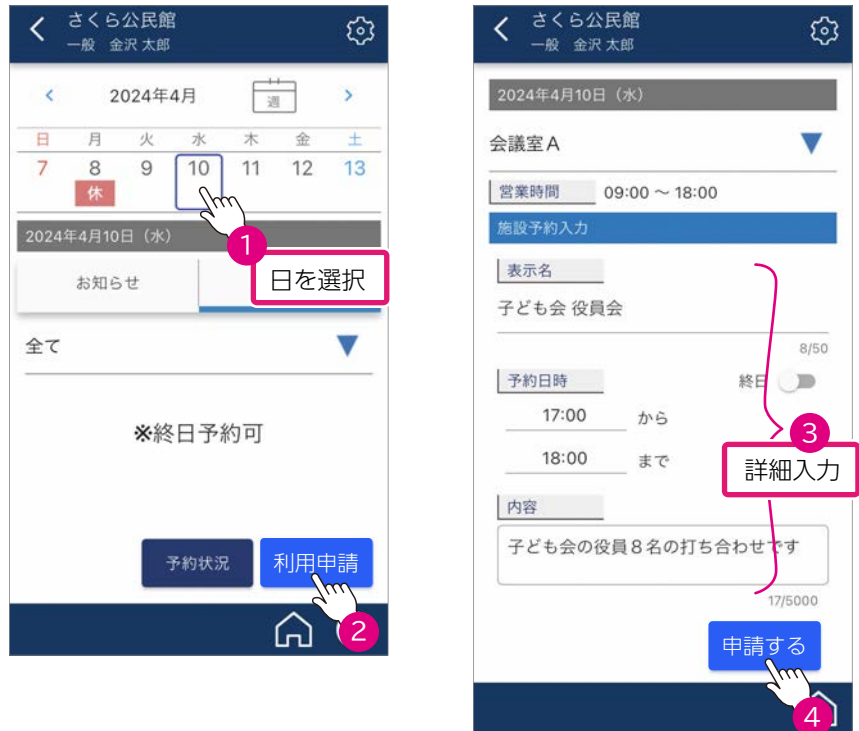 さくら公民館
一般 金沢 太郎
2024年4月
週
日 月 火 水 木 金 土
7 8 9 10 11 12 13
休
2024年4月10日（水）
1
日を選択
お知らせ
全て
※終日予約可
予約状況
利用申請
2
さくら公民館
一般 金沢 太郎
2024年4月10日（水）
会議室A
営業時間 09:00 ～ 18:00
施設予約入力
表示名
子ども会 役員会
8/50
予約日時 終日
17:00 から
18:00 まで
3
詳細入力
内容
子ども会の役員８名の打ち合わせです
17/5000
申請する
4